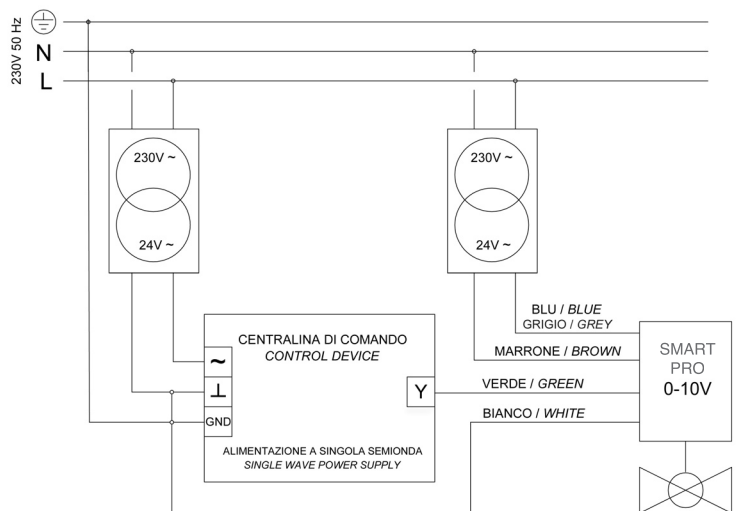 230V 50 Hz
N
L
230V ~
24V ~
230V ~
24V ~
BLU / BLUE
GRIGIO / GREY
MARRONE / BROWN
VERDE / GREEN
BIANCO / WHITE
CENTRALINA DI COMANDO
CONTROL DEVICE
~
⊥
GND
Y
ALIMENTAZIONE A SINGOLA SEMIONDA
SINGLE WAVE POWER SUPPLY
SMART
PRO
0-10V